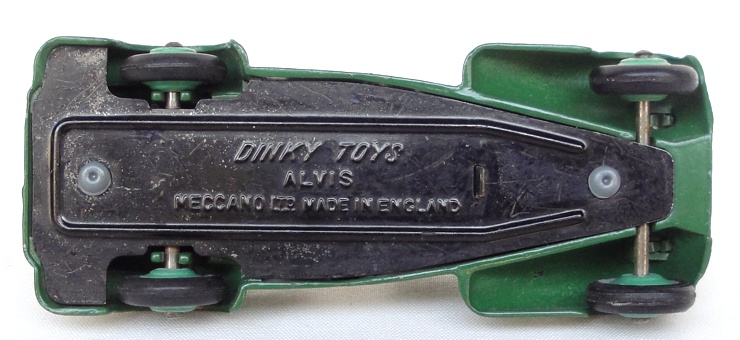 DINKY TOYS
ALVIS
MECCANO LTD MADE IN ENGLAND